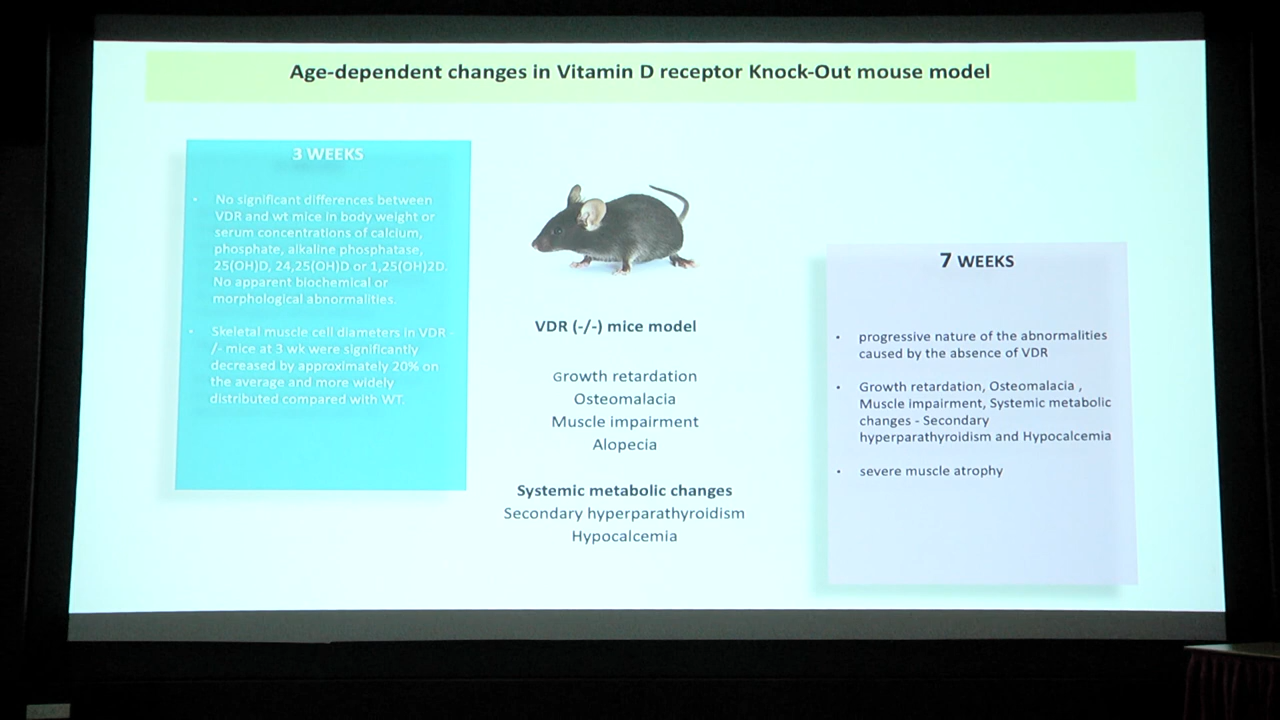 Age-dependent changes in Vitamin D receptor Knock-Out mouse model
3 WEEKS
• No significant differences between
VDR and wt mice in body weight or
serum concentrations of calcium,
phosphate, alkaline phosphatase,
25(OH)D, 24,25(OH)D or 1,25(OH)2D.
No apparent biochemical or
morphological abnormalities.
• Skeletal muscle cell diameters in VDR -
/- mice at 3 wk were significantly
decreased by approximately 20% on
the average and more widely
distributed compared with WT.
VDR (-/-) mice model
Growth retardation
Osteomalacia
Muscle impairment
Alopecia
Systemic metabolic changes
Secondary hyperparathyroidism
Hypocalcemia
7 WEEKS
• progressive nature of the abnormalities
caused by the absence of VDR
• Growth retardation, Osteomalacia ,
Muscle impairment, Systemic metabolic
changes - Secondary
hyperparathyroidism and Hypocalcemia
• severe muscle atrophy